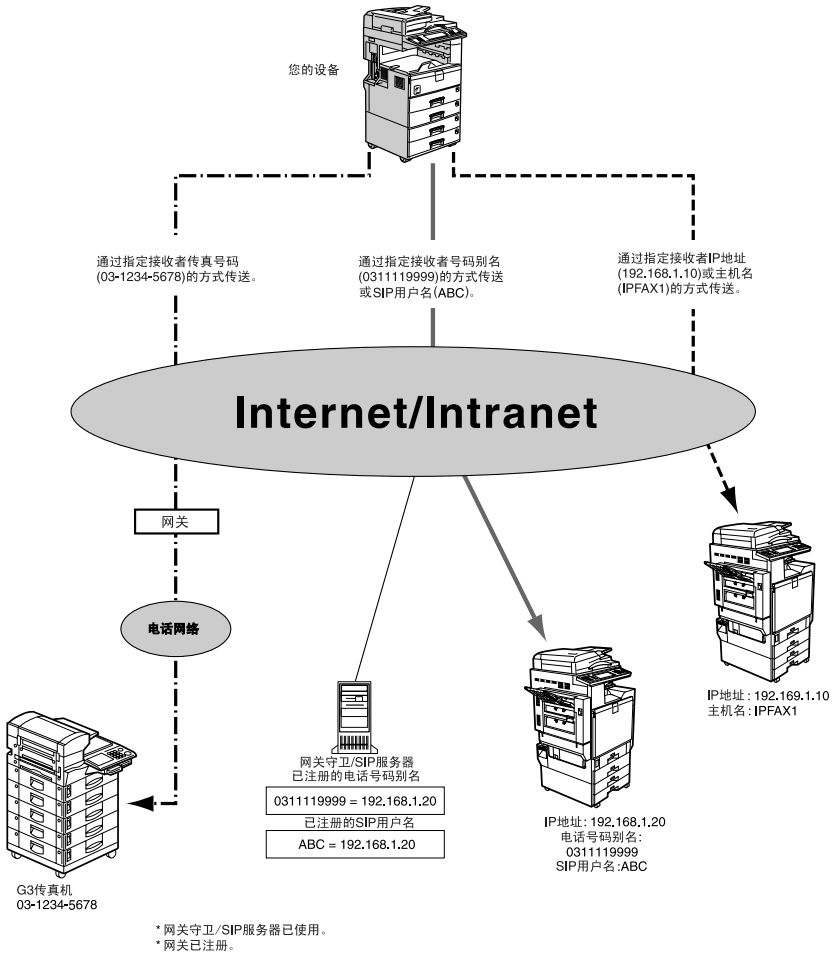 您的设备
通过指定接收者传真号码
(03-1234-5678)的方式传送。
通过指定接收者号码别名
(0311119999)的方式传送
或SIP用户名(ABC)。
通过指定接收者IP地址
(192.168.1.10)或主机名
(IPFAX1)的方式传送。
Internet/Intranet
网关
电话网络
IP地址: 192.169.1.10
主机名: IPFAX1
网关守卫/SIP服务器
已注册的电话号码别名
0311119999 = 192.168.1.20
已注册的SIP用户名
ABC = 192.168.1.20
IP地址: 192.168.1.20
电话号码别名:
0311119999
SIP用户名:ABC
G3传真机
03-1234-5678
* 网关守卫/SIP服务器已使用。
* 网关已注册。